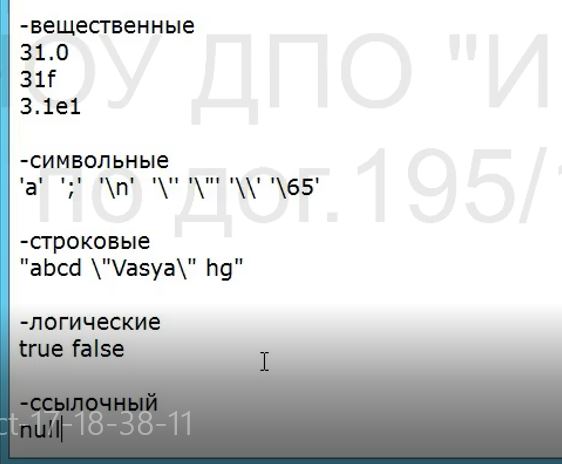 -вещественные
31.0
31f
3.1e1
-символьные
'a' ';' '\n' '\'' '\"' '\\' '\65'
-строковые
"abcd \"Vasya\" hg"
-логические
true false
-ссылочный
null
ОУ ДПО "И
по дог.195/
ct-17-18-38-11